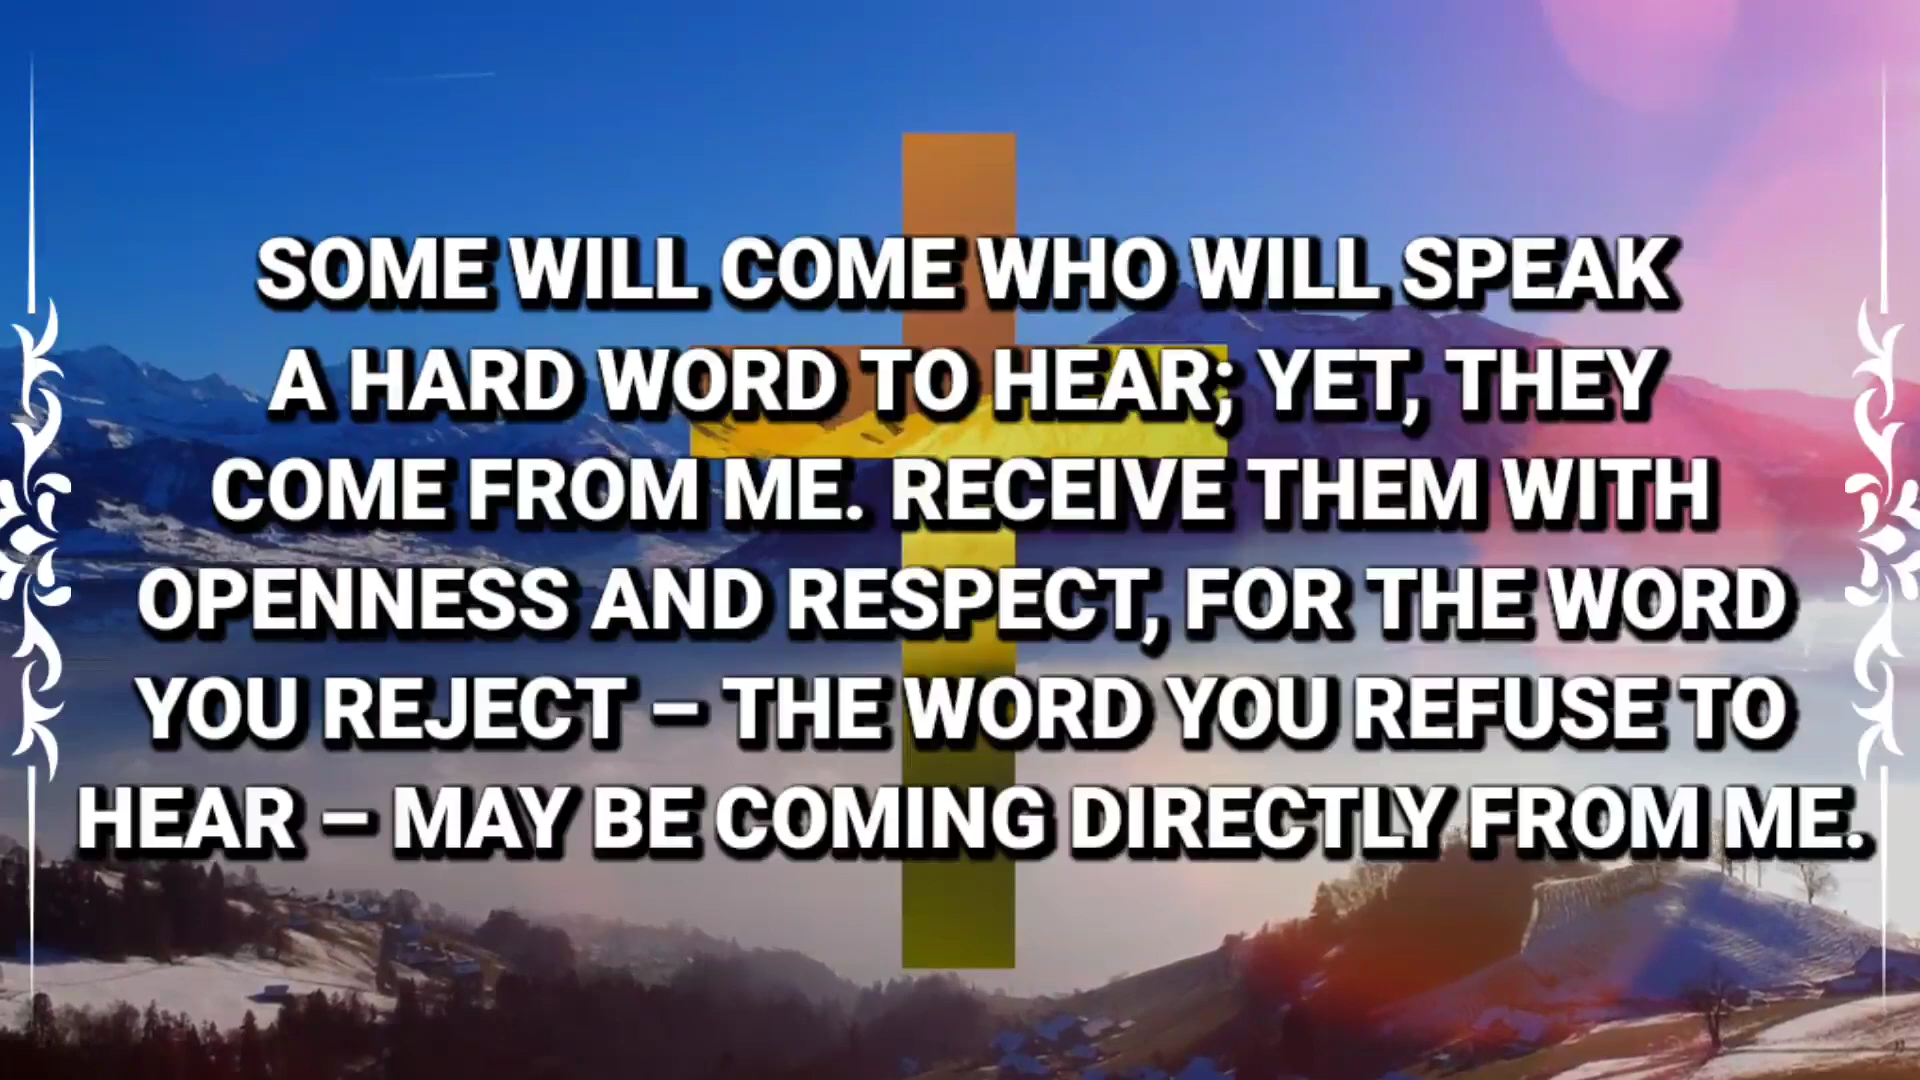 SOME WILL COME WHO WILL SPEAK
A HARD WORD TO HEAR; YET, THEY
COME FROM ME. RECEIVE THEM WITH
OPENNESS AND RESPECT, FOR THE WORD
YOU REJECT – THE WORD YOU REFUSE TO
HEAR – MAY BE COMING DIRECTLY FROM ME.